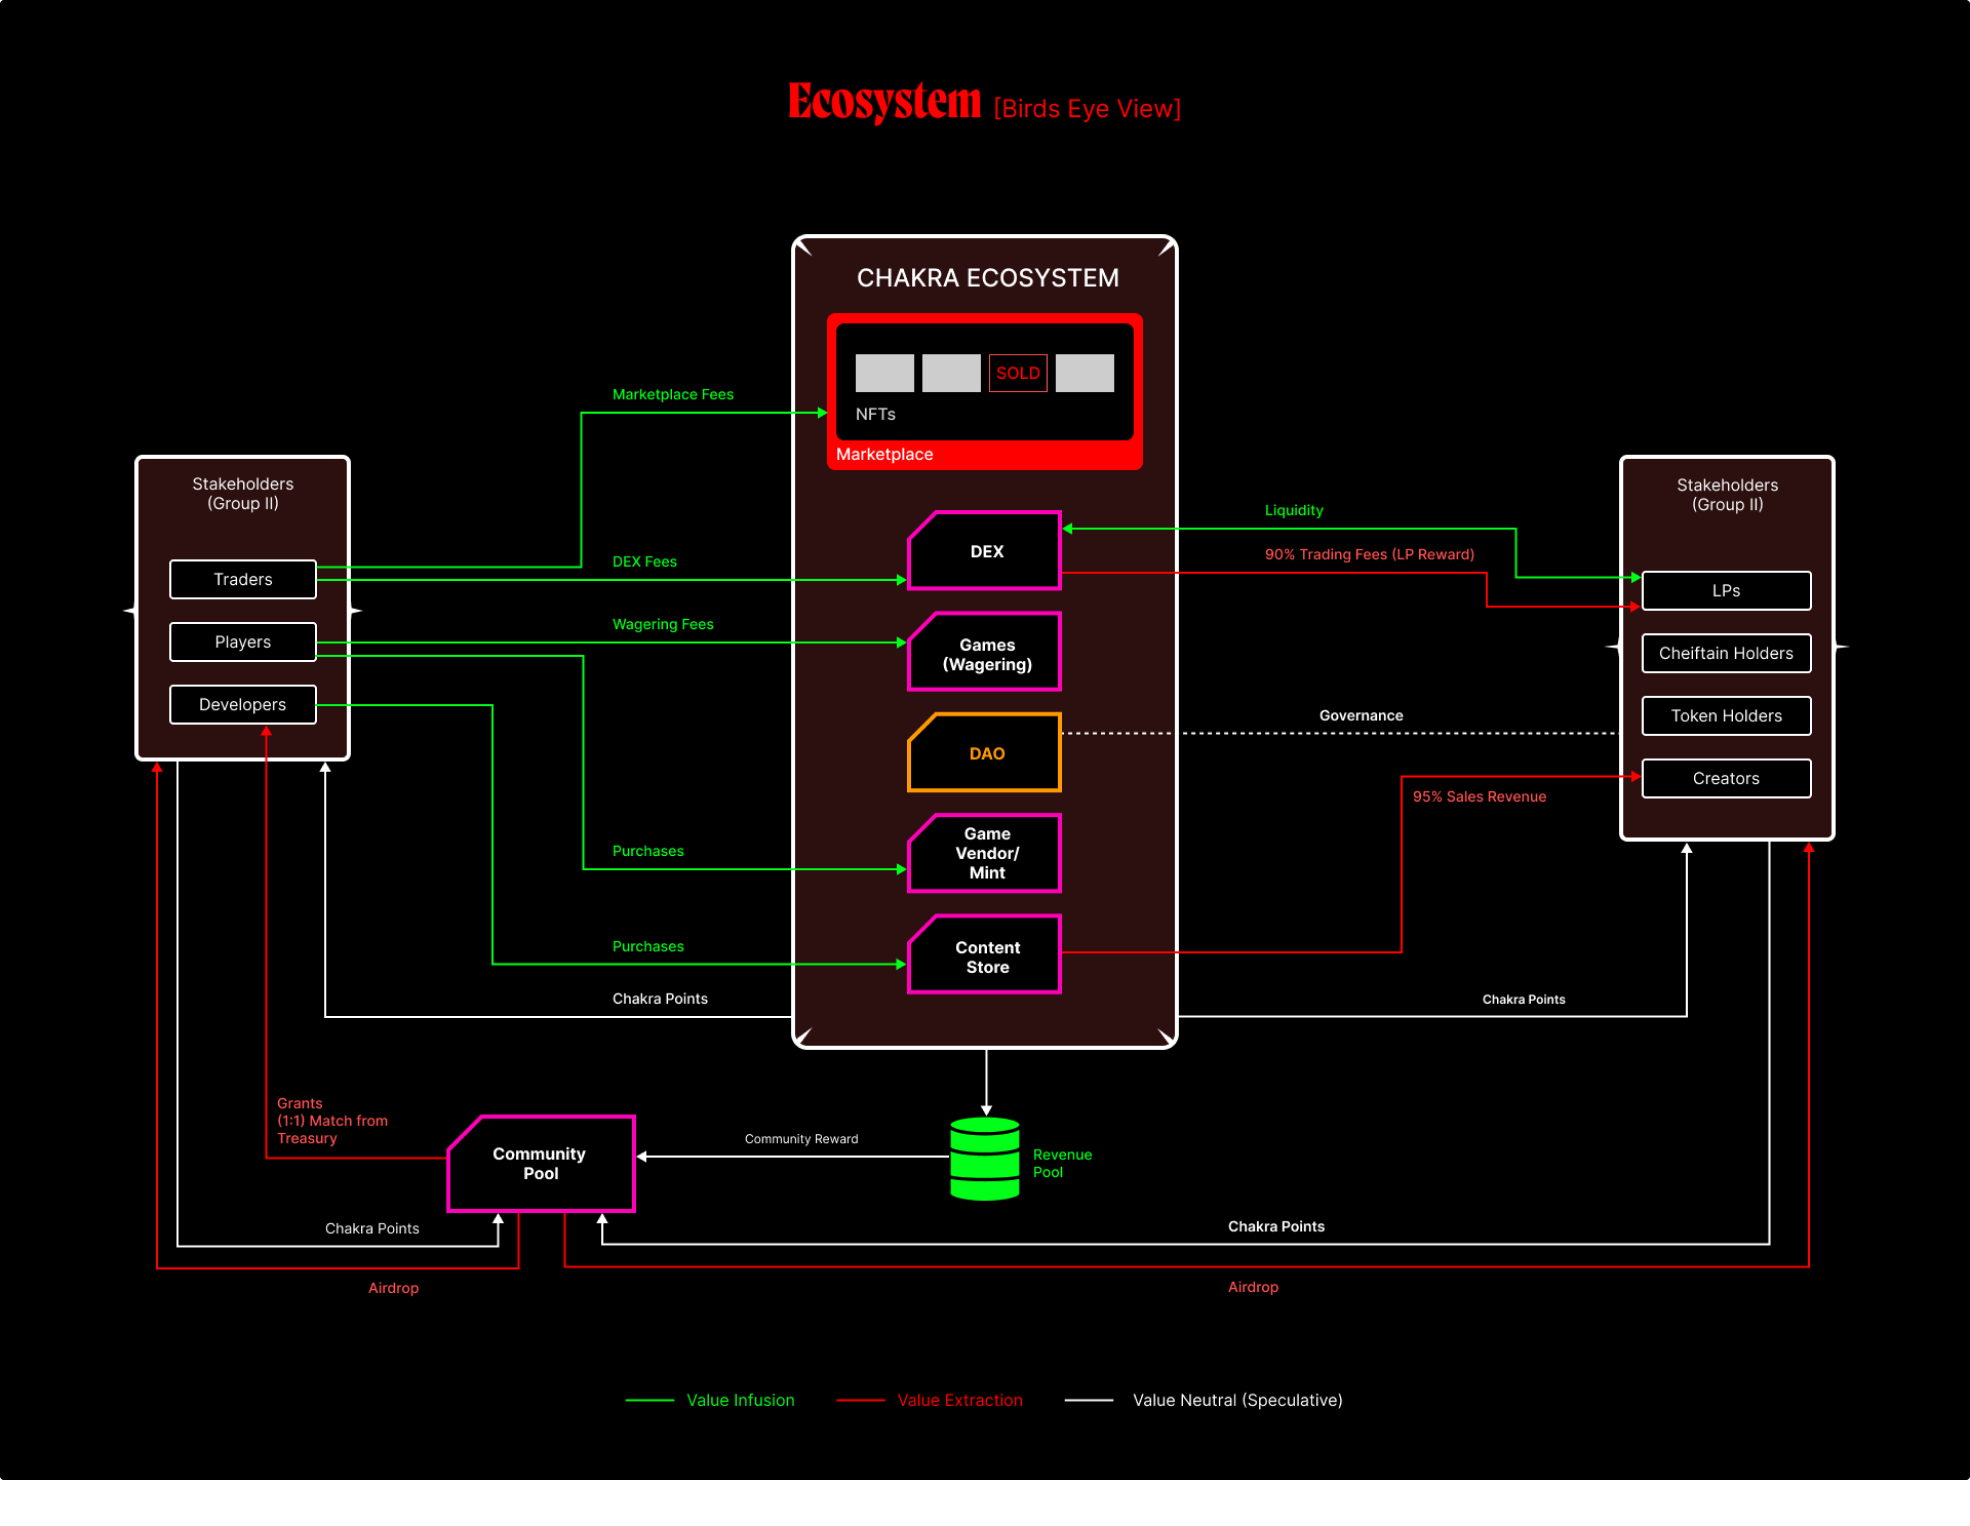 Ecosystem [Birds Eye View]
CHAKRA ECOSYSTEM
SOLD
NFTs
Marketplace
Marketplace Fees
Stakeholders
(Group II)
Traders
Players
Developers
DEX Fees
Wagering Fees
Purchases
Purchases
Chakra Points
DEX
Games
(Wagering)
DAO
Game
Vendor/
Mint
Content
Store
Liquidity
90% Trading Fees (LP Reward)
Governance
95% Sales Revenue
Chakra Points
Stakeholders
(Group II)
LPs
Cheiftain Holders
Token Holders
Creators
Grants
(1:1) Match from
Treasury
Community
Pool
Community Reward
Revenue
Pool
Chakra Points
Chakra Points
Airdrop
Airdrop
Value Infusion
Value Extraction
Value Neutral (Speculative)